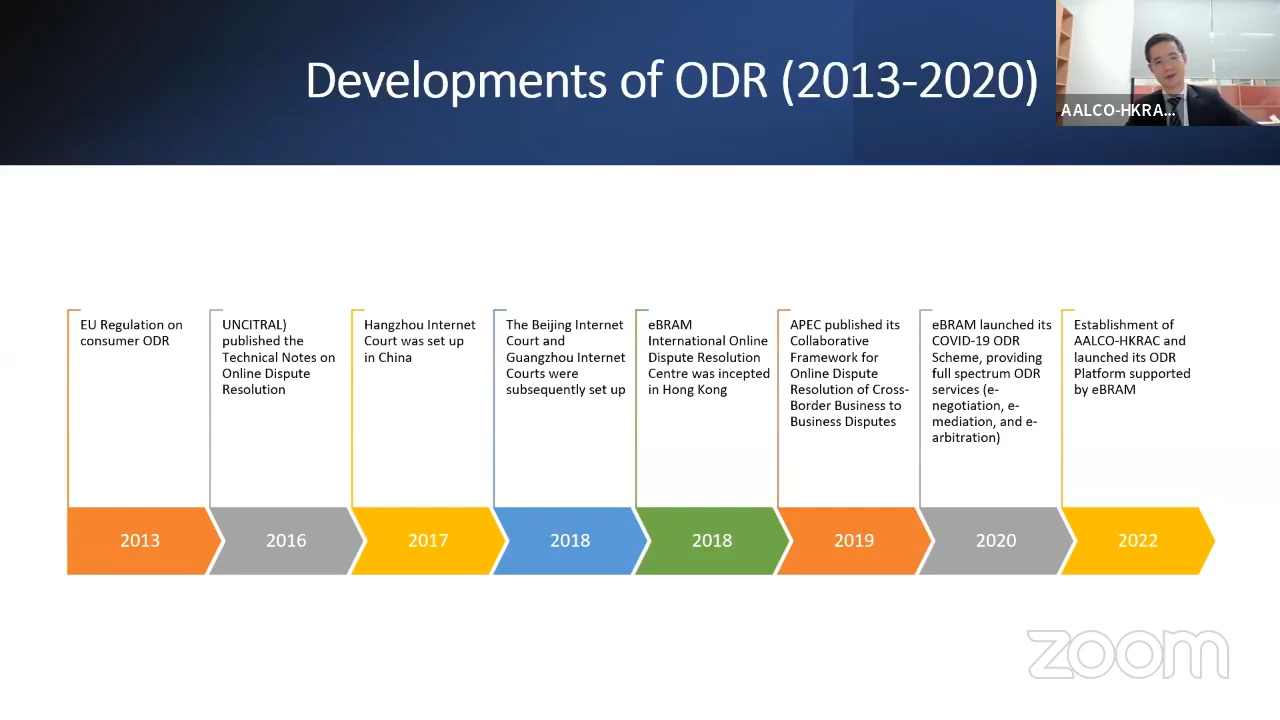 Developments of ODR (2013-2020)
AALCO-HKRA...
EU Regulation on
consumer ODR
UNCITRAL)
published the
Technical Notes on
Online Dispute
Resolution
Hangzhou Internet
Court was set up
in China
The Beijing Internet
Court and
Guangzhou Internet
Courts were
subsequently set up
eBRAM
International Online
Dispute Resolution
Centre was incepted
in Hong Kong
APEC published its
Collaborative
Framework for
Online Dispute
Resolution of Cross-
Border Business to
Business Disputes
eBRAM launched its
COVID-19 ODR
Scheme, providing
full spectrum ODR
services (e-
negotiation, e-
mediation, and e-
arbitration)
Establishment of
AALCO-HKRAC and
launched its ODR
Platform supported
by eBRAM
2013
2016
2017
2018
2018
2019
2020
2022
zoom